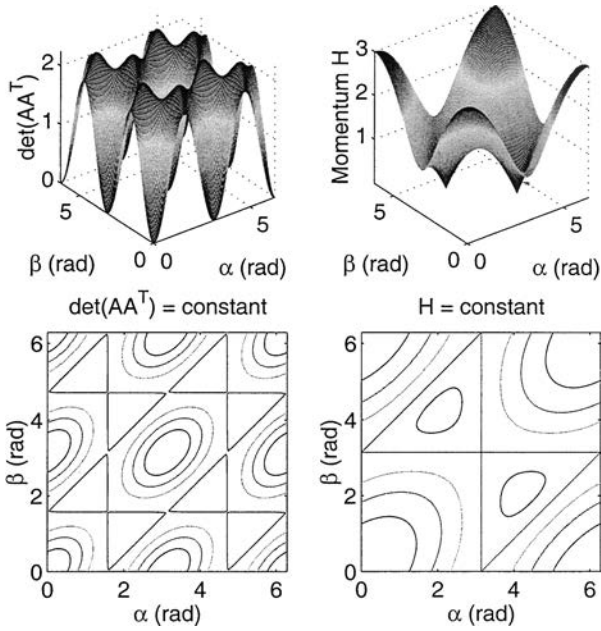 det(AA^T)
2
1
0
5
β (rad)
0
0
α (rad)
5
Momentum H
3
2
1
5
β (rad)
0
0
α (rad)
5
det(AA^T) = constant
6
4
2
0
β (rad)
0
2
4
6
α (rad)
H = constant
6
4
2
0
β (rad)
0
2
4
6
α (rad)